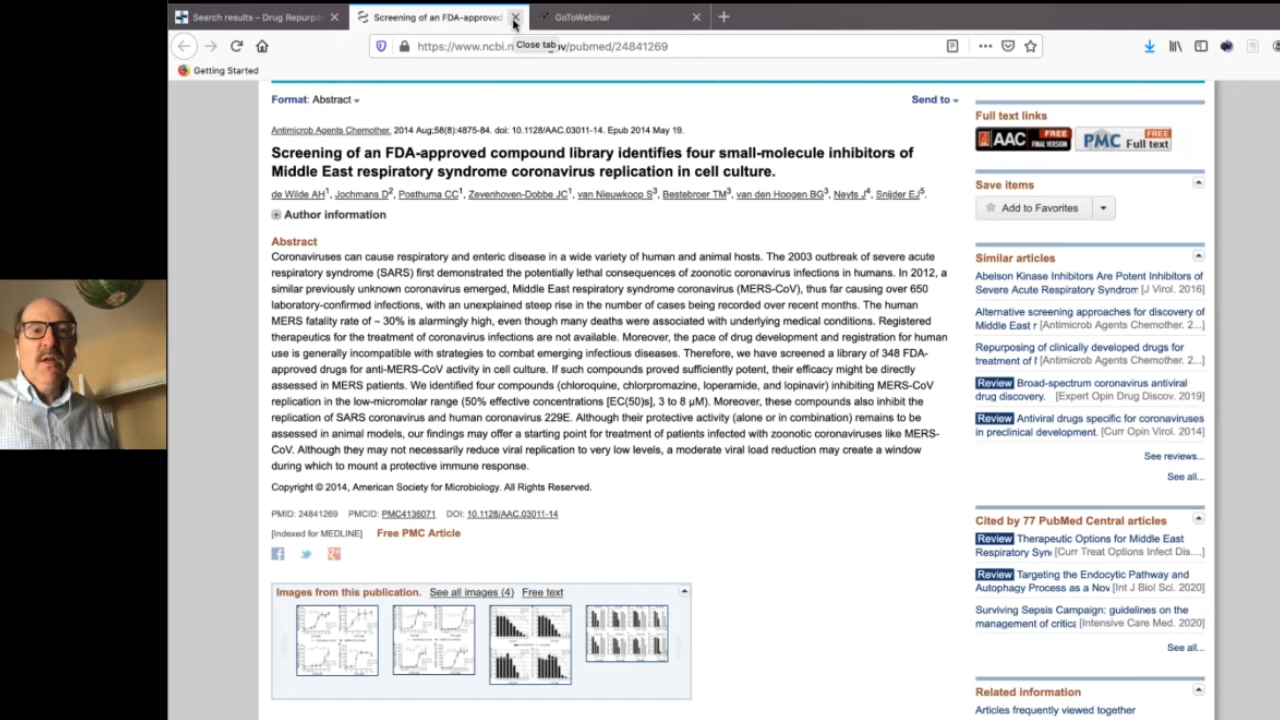 Search results – Drug Repurpo
Screening of an FDA-approved
GoToWebinar
Close tab
https://www.ncbi.n
v/pubmed/24841269
Getting Started
Format: Abstract
Send to
Antimicrob Agents Chemother. 2014 Aug;58(8):4875-84. doi: 10.1128/AAC.03011-14. Epub 2014 May 19.
Screening of an FDA-approved compound library identifies four small-molecule inhibitors of
Middle East respiratory syndrome coronavirus replication in cell culture.
de Wilde AH1, Jochmans D2, Posthuma CC1, Zevenhoven-Dobbe JC1, van Nieuwkoop S3, Bestebroer TM3, van den Hoogen BG3, Neyts J4, Snijder EJ5.
Author information
Abstract
Coronaviruses can cause respiratory and enteric disease in a wide variety of human and animal hosts. The 2003 outbreak of severe acute
respiratory syndrome (SARS) first demonstrated the potentially lethal consequences of zoonotic coronavirus infections in humans. In 2012, a
similar previously unknown coronavirus emerged, Middle East respiratory syndrome coronavirus (MERS-CoV), thus far causing over 650
laboratory-confirmed infections, with an unexplained steep rise in the number of cases being recorded over recent months. The human
MERS fatality rate of ~ 30% is alarmingly high, even though many deaths were associated with underlying medical conditions. Registered
therapeutics for the treatment of coronavirus infections are not available. Moreover, the pace of drug development and registration for human
use is generally incompatible with strategies to combat emerging infectious diseases. Therefore, we have screened a library of 348 FDA-
approved drugs for anti-MERS-CoV activity in cell culture. If such compounds proved sufficiently potent, their efficacy might be directly
assessed in MERS patients. We identified four compounds (chloroquine, chlorpromazine, loperamide, and lopinavir) inhibiting MERS-CoV
replication in the low-micromolar range (50% effective concentrations [EC(50)s], 3 to 8 μM). Moreover, these compounds also inhibit the
replication of SARS coronavirus and human coronavirus 229E. Although their protective activity (alone or in combination) remains to be
assessed in animal models, our findings may offer a starting point for treatment of patients infected with zoonotic coronaviruses like MERS-
CoV. Although they may not necessarily reduce viral replication to very low levels, a moderate viral load reduction may create a window
during which to mount a protective immune response.
Copyright © 2014, American Society for Microbiology. All Rights Reserved.
PMID: 24841269 PMCID: PMC4136071 DOI: 10.1128/AAC.03011-14
[Indexed for MEDLINE] Free PMC Article
Images from this publication. See all images (4) Free text
Full text links
AAC FREE FINAL VERSION
PMC FREE Full text
Save items
Add to Favorites
Similar articles
Abelson Kinase Inhibitors Are Potent Inhibitors of
Severe Acute Respiratory Syndrom [J Virol. 2016]
Alternative screening approaches for discovery of
Middle East r [Antimicrob Agents Chemother. 2...]
Repurposing of clinically developed drugs for
treatment of f [Antimicrob Agents Chemother. 2...]
Review Broad-spectrum coronavirus antiviral
drug discovery. [Expert Opin Drug Discov. 2019]
Review Antiviral drugs specific for coronaviruses
in preclinical development. [Curr Opin Virol. 2014]
See reviews...
See all...
Cited by 77 PubMed Central articles
Review Therapeutic Options for Middle East
Respiratory Syn [Curr Treat Options Infect Dis....]
Review Targeting the Endocytic Pathway and
Autophagy Process as a Nov [Int J Biol Sci. 2020]
Surviving Sepsis Campaign: guidelines on the
management of critica [Intensive Care Med. 2020]
See all...
Related information
Articles frequently viewed together